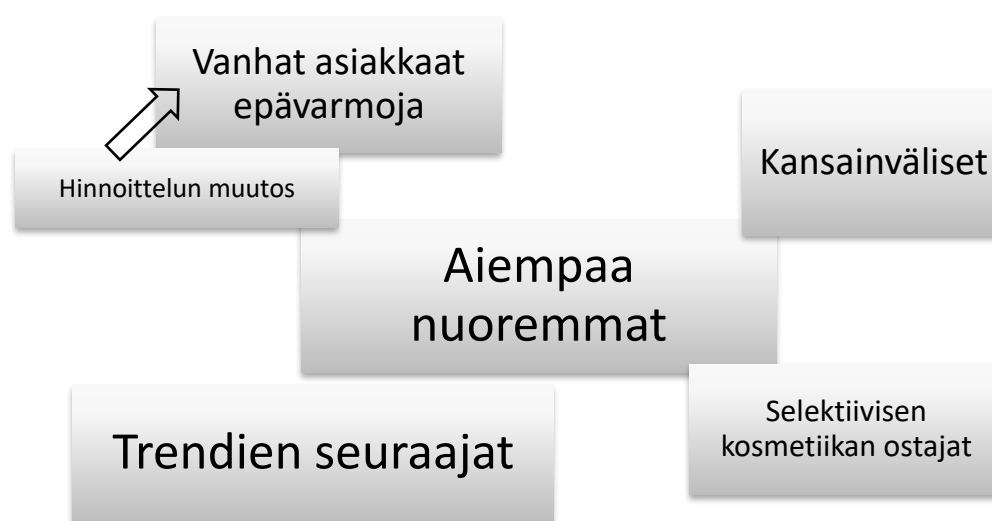 Vanhat asiakkaat
epävarmoja
Hinnoittelun muutos
Kansainväliset
Aiempaa
nuoremmat
Selektiivisen
kosmetiikan ostajat
Trendien seuraajat